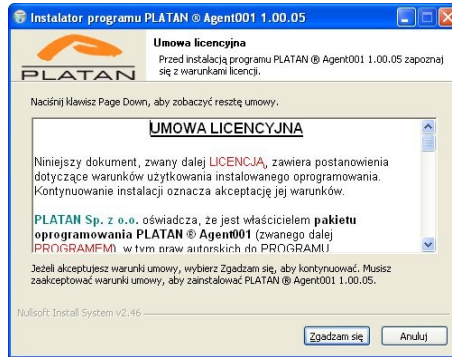 Instalator programu PLATAN ® Agent001 1.00.05
PLATAN
Umowa licencyjna
Przed instalacją programu PLATAN ® Agent001 1.00.05 zapoznaj
się z warunkami licencji.
Naciśnij klawisz Page Down, aby zobaczyć resztę umowy.
UMOWA LICENCYJNA
Niniejszy dokument, zwany dalej LICENCJĄ, zawiera postanowienia
dotyczące warunków użytkowania instalowanego oprogramowania.
Kontynuowanie instalacji oznacza akceptację jej warunków.
PLATAN Sp. z o.o. oświadcza, że jest właścicielem pakietu
oprogramowania PLATAN ® Agent001 (zwanego dalej
PROGRAMEM), w tym praw autorskich do PROGRAMU
Jeżeli akceptujesz warunki umowy, wybierz Zgadzam się, aby kontynuować. Musisz
zaakceptować warunki umowy, aby zainstalować PLATAN ® Agent001 1.00.05.
Nullsoft Install System v2.46
Zgadzam się
Anuluj